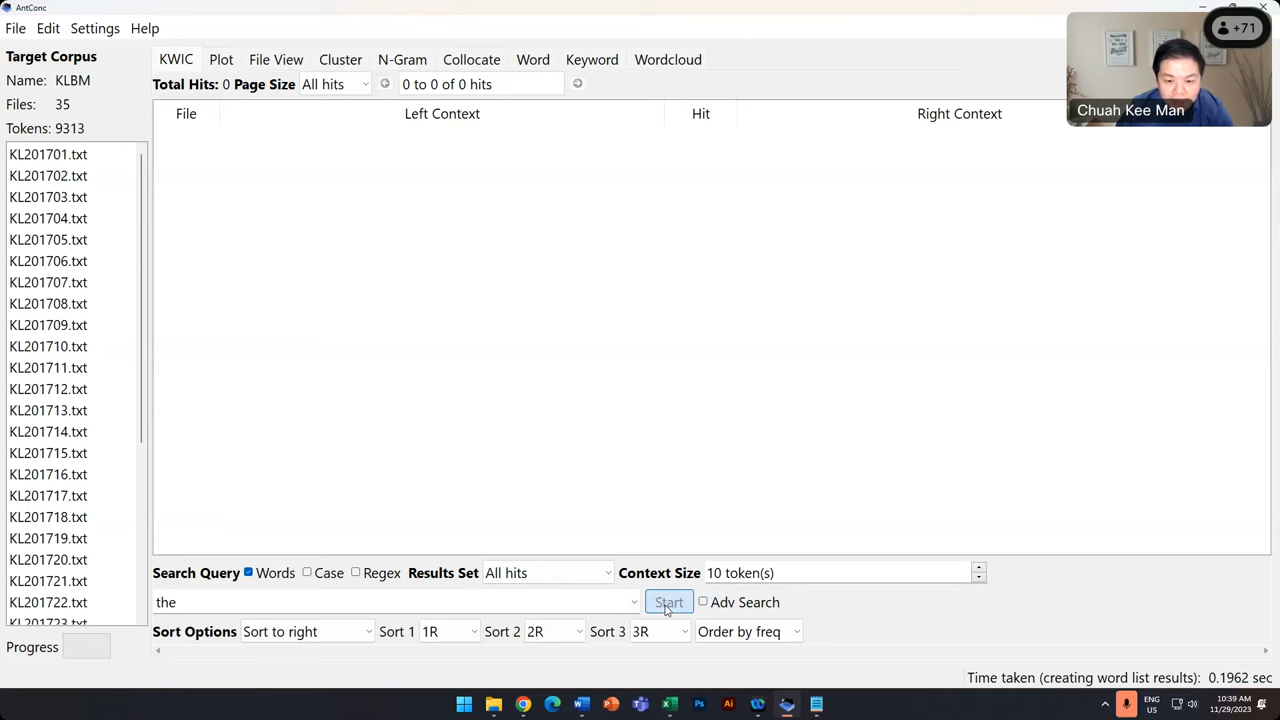 AntConc
File Edit Settings Help
+71
Chuah Kee Man
Target Corpus
Name: KLBM
Files: 35
Tokens: 9313
KL201701.txt
KL201702.txt
KL201703.txt
KL201704.txt
KL201705.txt
KL201706.txt
KL201707.txt
KL201708.txt
KL201709.txt
KL201710.txt
KL201711.txt
KL201712.txt
KL201713.txt
KL201714.txt
KL201715.txt
KL201716.txt
KL201717.txt
KL201718.txt
KL201719.txt
KL201720.txt
KL201721.txt
KL201722.txt
KL201723.txt
Progress
KWIC Plot File View Cluster N-Gram Collocate Word Keyword Wordcloud
Total Hits: 0 Page Size All hits 0 to 0 of 0 hits
File Left Context Hit Right Context
Search Query Words Case Regex Results Set All hits Context Size 10 token(s)
the Start Adv Search
Sort Options Sort to right Sort 1 1R Sort 2 2R Sort 3 3R Order by freq
Time taken (creating word list results): 0.1962 sec
ENG
US
10:39 AM
11/29/2023